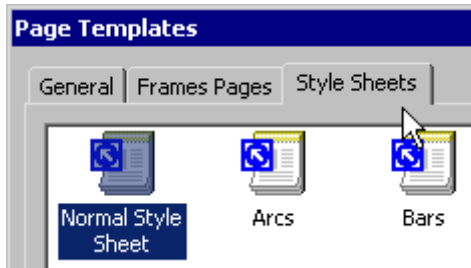 Page Templates
General Frames Pages Style Sheets
Normal Style Sheet Arcs Bars